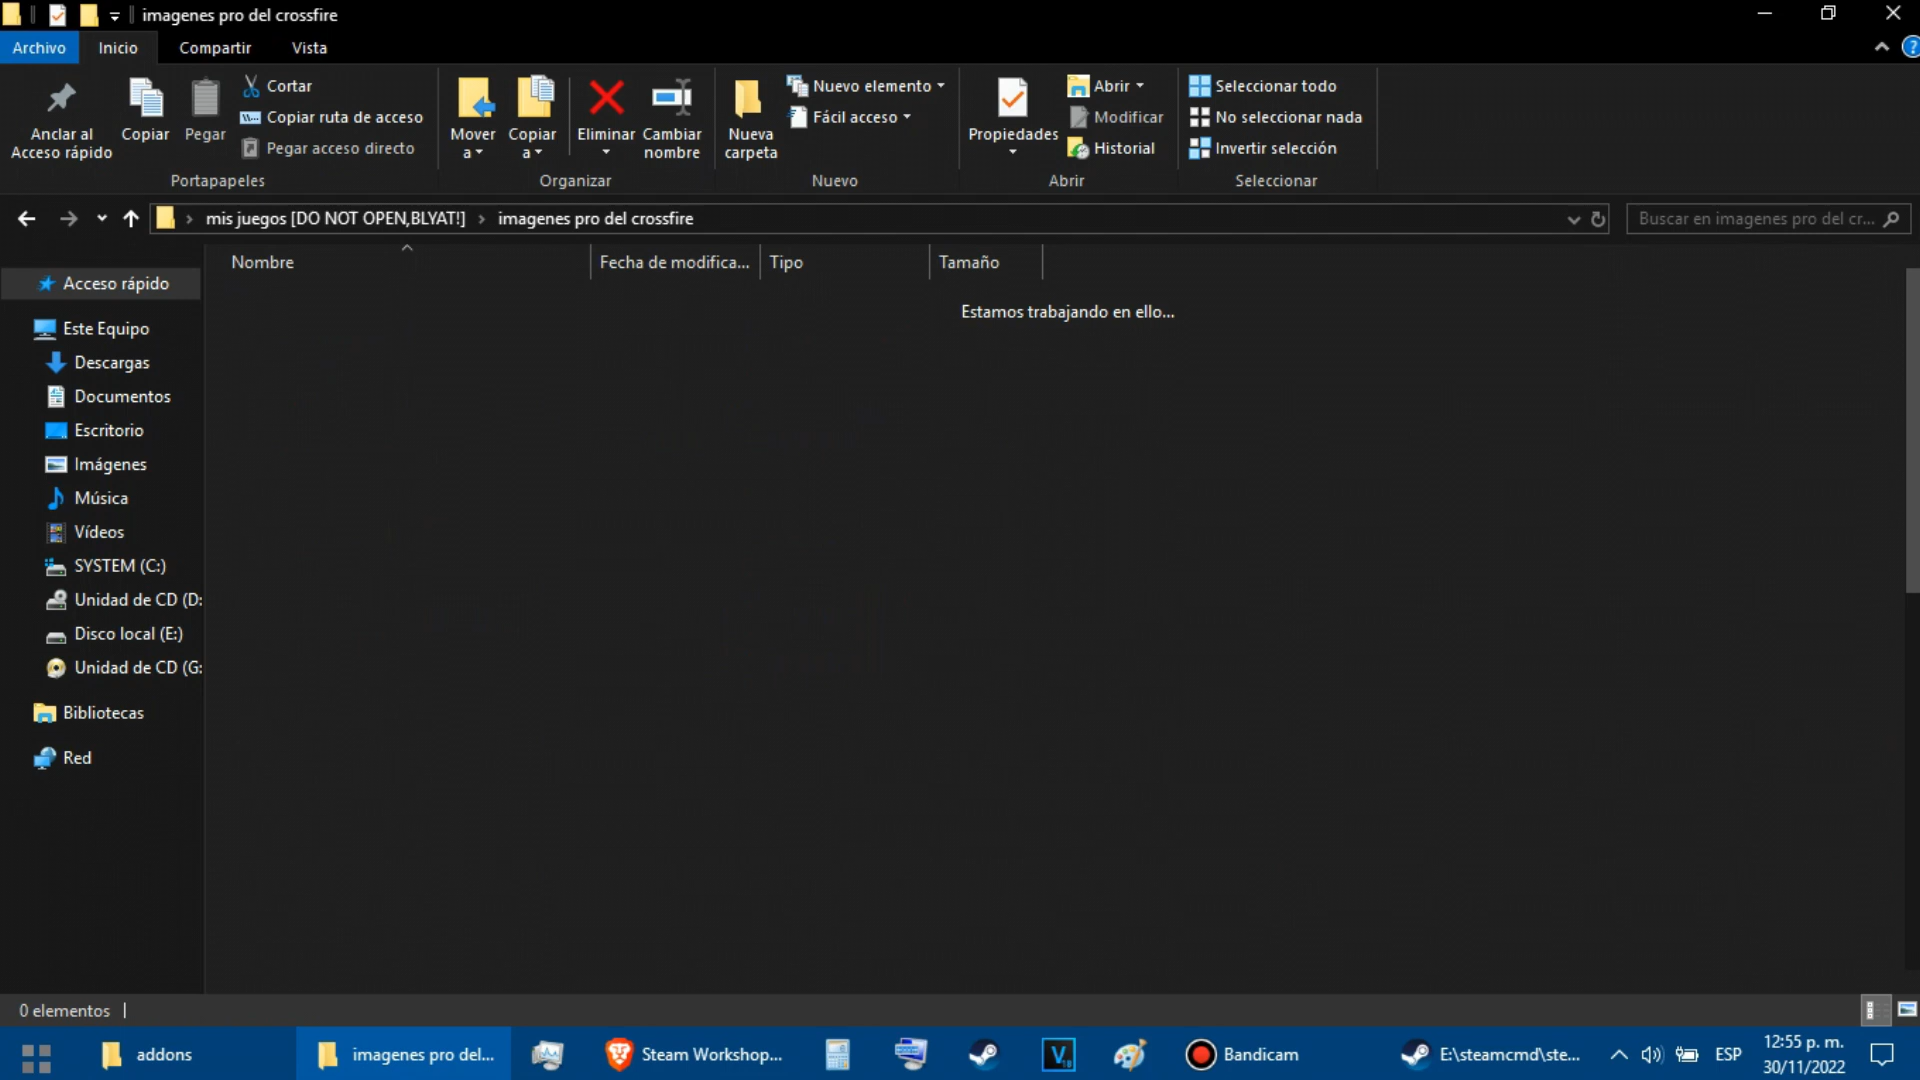 imagenes pro del crossfire
Archivo
Inicio
Compartir
Vista
Anclar al
Acceso rápido
Copiar
Pegar
Cortar
Copiar ruta de acceso
Pegar acceso directo
Portapapeles
Mover
a
Copiar
a
Eliminar
Cambiar
nombre
Organizar
Nueva
carpeta
Nuevo elemento
Fácil acceso
Nuevo
Propiedades
Abrir
Modificar
Historial
Abrir
Seleccionar todo
No seleccionar nada
Invertir selección
Seleccionar
mis juegos [DO NOT OPEN,BLYAT!] › imagenes pro del crossfire
Buscar en imagenes pro del cr...
Nombre
Fecha de modifica...
Tipo
Tamaño
Estamos trabajando en ello...
Acceso rápido
Este Equipo
Descargas
Documentos
Escritorio
Imágenes
Música
Vídeos
SYSTEM (C:)
Unidad de CD (D:
Disco local (E:)
Unidad de CD (G:
Bibliotecas
Red
0 elementos
addons
imagenes pro del...
Steam Workshop...
Bandicam
E:\steamcmd\ste...
ESP
12:55 p. m.
30/11/2022